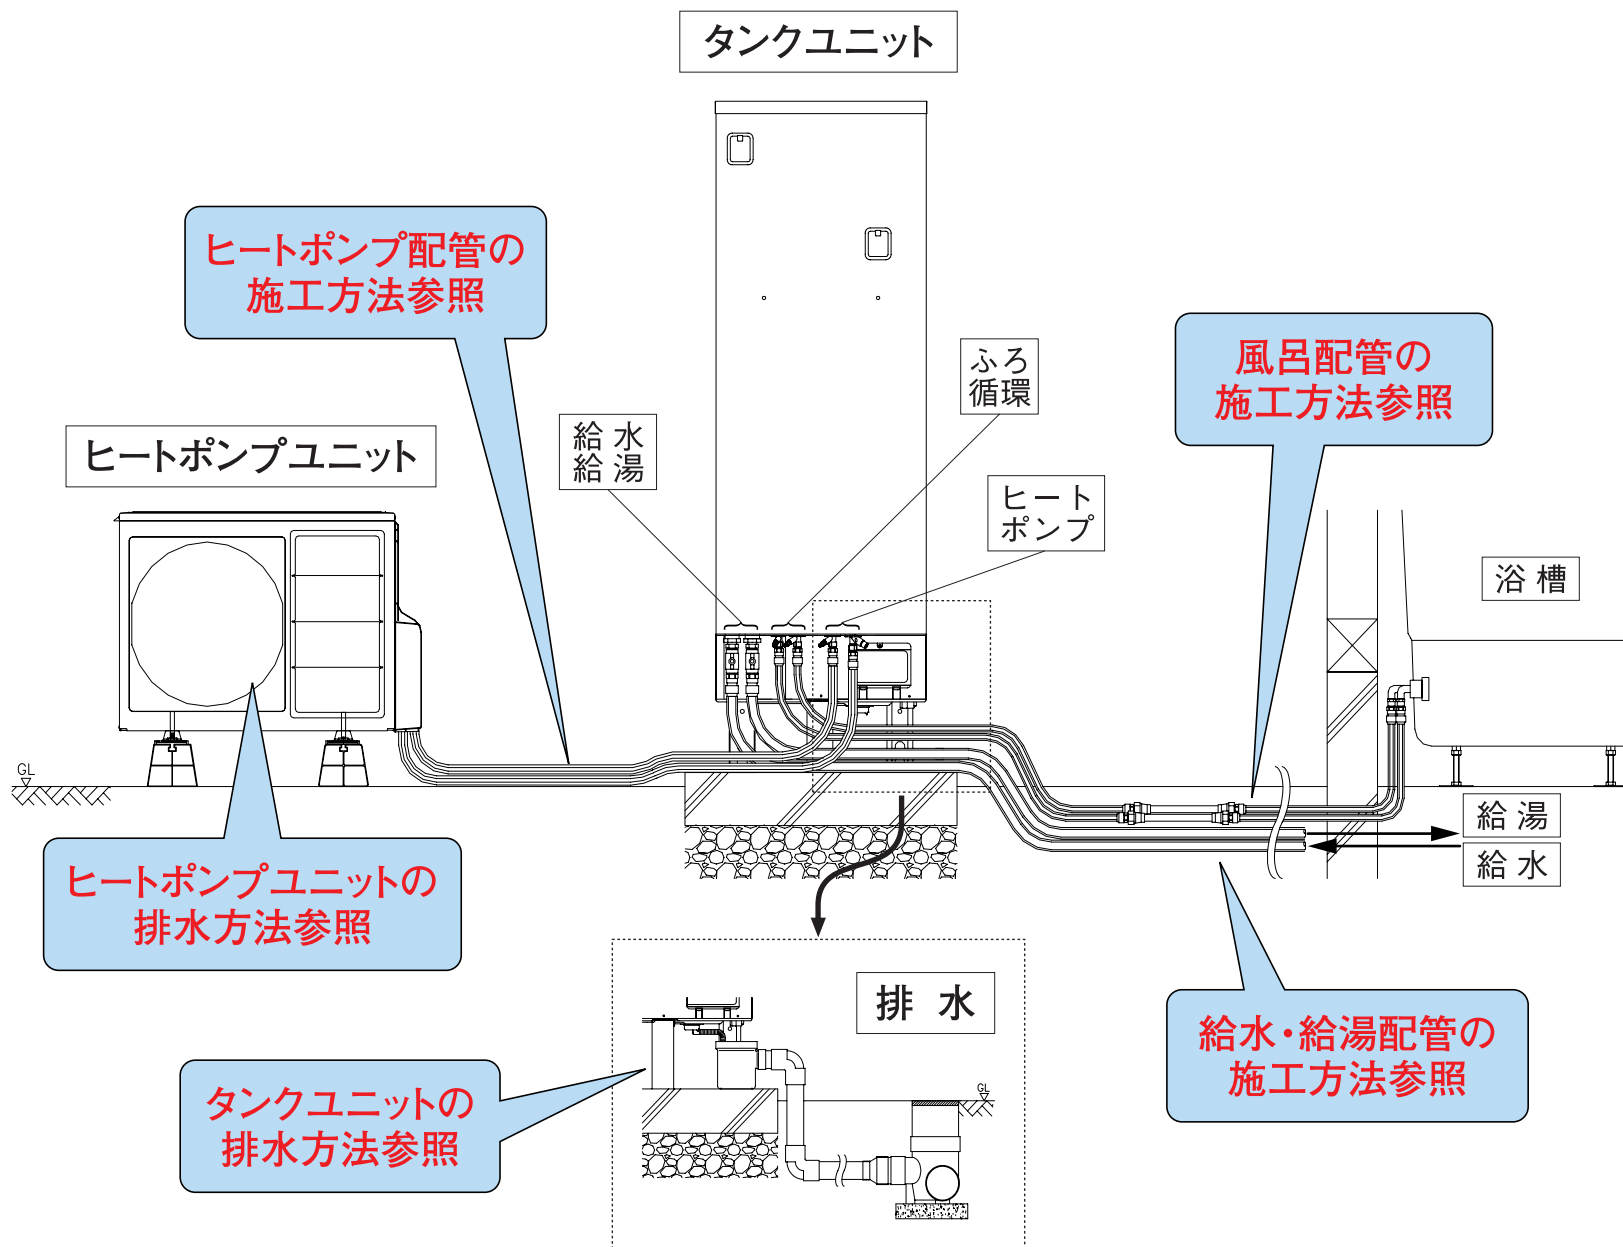 タンクユニット
ヒートポンプ配管の
施工方法参照
風呂配管の
施工方法参照
ふろ
循環
給水
給湯
ヒートポンプユニット
ヒート
ポンプ
浴槽
GL
給湯
給水
ヒートポンプユニットの
排水方法参照
排水
給水・給湯配管の
施工方法参照
タンクユニットの
排水方法参照
GL